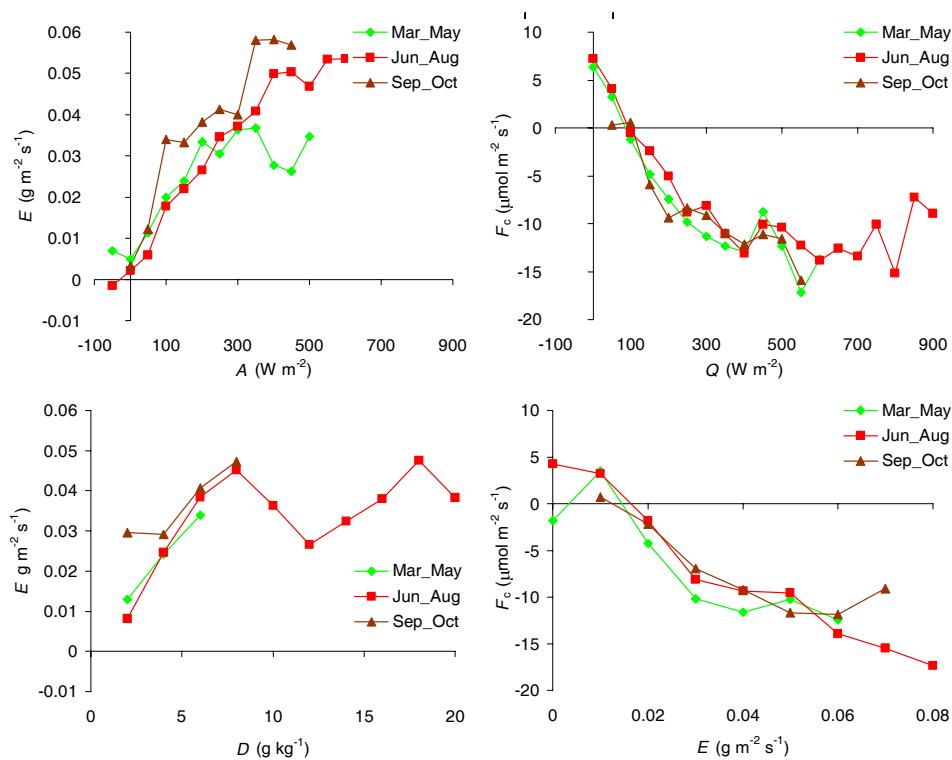 0.06
0.05
0.04
0.03
0.02
0.01
0
-0.01
E (g m-2 s-1)
-100 100 300 500 700 900
A (W m-2)
Mar_May
Jun_Aug
Sep_Oct
10
5
0
-5
-10
-15
-20
Fc (μmol m-2 s-1)
-100 100 300 500 700 900
Q (W m-2)
Mar_May
Jun_Aug
Sep_Oct
0.06
0.05
0.04
0.03
0.02
0.01
0
-0.01
E g m-2 s-1)
0 5 10 15 20
D (g kg-1)
Mar_May
Jun_Aug
Sep_Oct
10
5
0
-5
-10
-15
-20
Fc (μmol m-2 s-1)
0 0.02 0.04 0.06 0.08
E (g m-2 s-1)
Mar_May
Jun_Aug
Sep_Oct